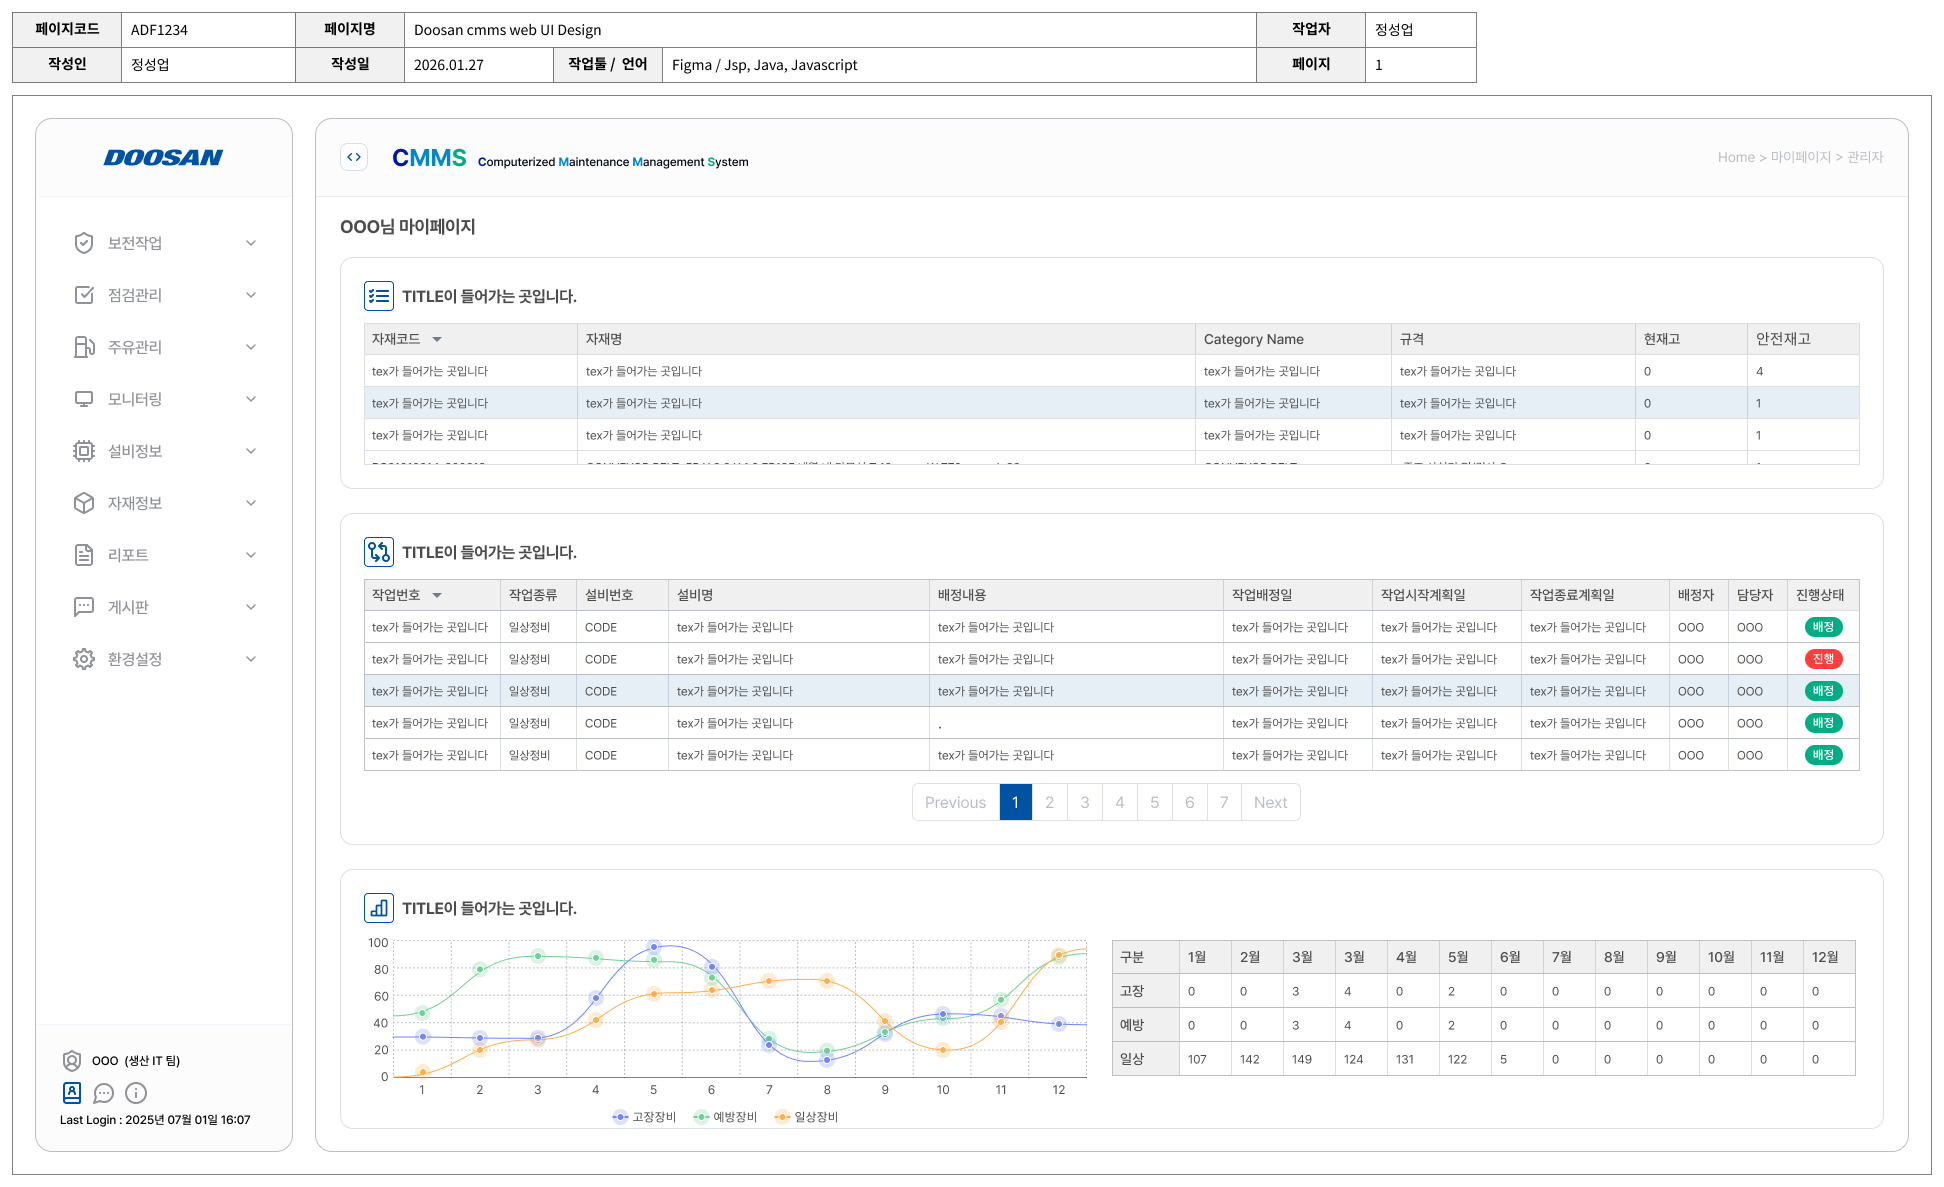 페이지코드 ADF1234 페이지명 Doosan cmms web UI Design 작업자 정성업
작성인 정성업 작성일 2026.01.27 작업툴 / 언어 Figma / Jsp, Java, Javascript 페이지 1
DOOSAN
보전작업
점검관리
주유관리
모니터링
설비정보
자재정보
리포트
게시판
환경설정
OOO (생산 IT 팀)
Last Login : 2025년 07월 01일 16:07
CMMS Computerized Maintenance Management System
Home > 마이페이지 > 관리자
OOO님 마이페이지
TITLE이 들어가는 곳입니다.
자재코드 자재명 Category Name 규격 현재고 안전재고
tex가 들어가는 곳입니다 tex가 들어가는 곳입니다 tex가 들어가는 곳입니다 tex가 들어가는 곳입니다 0 4
tex가 들어가는 곳입니다 tex가 들어가는 곳입니다 tex가 들어가는 곳입니다 tex가 들어가는 곳입니다 0 1
tex가 들어가는 곳입니다 tex가 들어가는 곳입니다 tex가 들어가는 곳입니다 tex가 들어가는 곳입니다 0 1
TITLE이 들어가는 곳입니다.
작업번호 작업종류 설비번호 설비명 배정내용 작업배정일 작업시작계획일 작업종료계획일 배정자 담당자 진행상태
tex가 들어가는 곳입니다 일상정비 CODE tex가 들어가는 곳입니다 tex가 들어가는 곳입니다 tex가 들어가는 곳입니다 tex가 들어가는 곳입니다 tex가 들어가는 곳입니다 OOO OOO 배정
tex가 들어가는 곳입니다 일상정비 CODE tex가 들어가는 곳입니다 tex가 들어가는 곳입니다 tex가 들어가는 곳입니다 tex가 들어가는 곳입니다 tex가 들어가는 곳입니다 OOO OOO 진행
tex가 들어가는 곳입니다 일상정비 CODE tex가 들어가는 곳입니다 tex가 들어가는 곳입니다 tex가 들어가는 곳입니다 tex가 들어가는 곳입니다 tex가 들어가는 곳입니다 OOO OOO 배정
tex가 들어가는 곳입니다 일상정비 CODE tex가 들어가는 곳입니다 . tex가 들어가는 곳입니다 tex가 들어가는 곳입니다 tex가 들어가는 곳입니다 OOO OOO 배정
tex가 들어가는 곳입니다 일상정비 CODE tex가 들어가는 곳입니다 tex가 들어가는 곳입니다 tex가 들어가는 곳입니다 tex가 들어가는 곳입니다 tex가 들어가는 곳입니다 OOO OOO 배정
Previous 1 2 3 4 5 6 7 Next
TITLE이 들어가는 곳입니다.
100
80
60
40
20
0
1 2 3 4 5 6 7 8 9 10 11 12
고장장비 예방장비 일상장비
구분 1월 2월 3월 3월 4월 5월 6월 7월 8월 9월 10월 11월 12월
고장 0 0 3 4 0 2 0 0 0 0 0 0 0
예방 0 0 3 4 0 2 0 0 0 0 0 0 0
일상 107 142 149 124 131 122 5 0 0 0 0 0 0